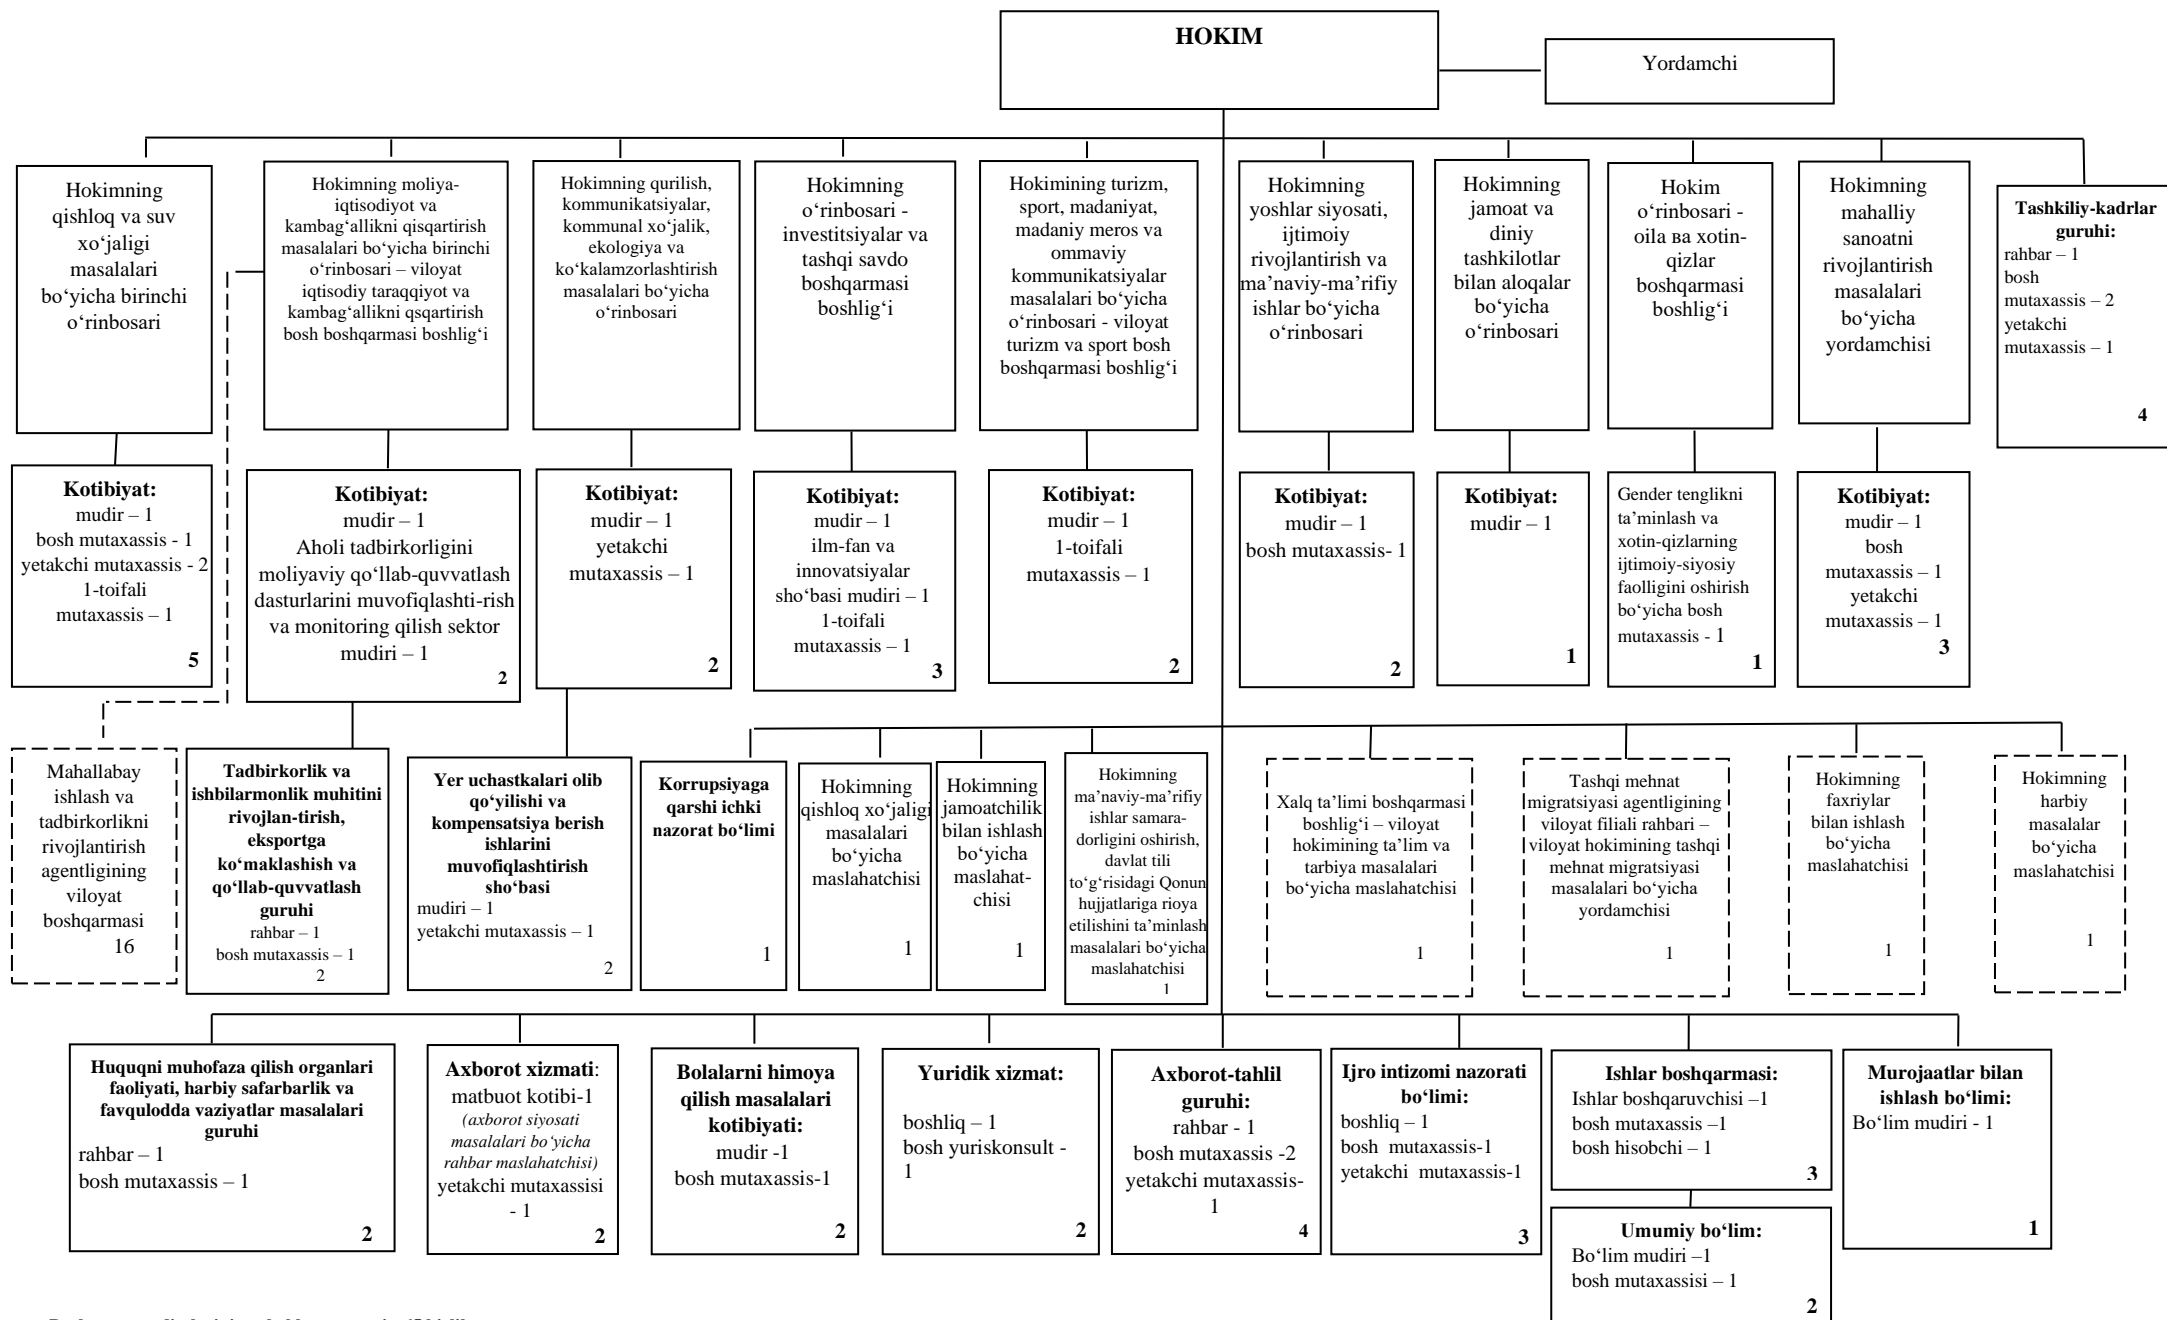 HOKIM
Yordamchi
Hokimning
qishloq va suv
xo‘jaligi
masalalari
bo‘yicha birinchi
o‘rinbosari
Hokimning moliya-
iqtisodiyot va
kambag‘allikni qisqartirish
masalalari bo‘yicha birinchi
o‘rinbosari – viloyat
iqtisodiy taraqqiyot va
kambag‘allikni qsqartirish
bosh boshqarmasi boshlig‘i
Hokimning qurilish,
kommunikatsiyalar,
kommunal xo‘jalik,
ekologiya va
ko‘kalamzorlashtirish
masalalari bo‘yicha
o‘rinbosari
Hokimning
o‘rinbosari -
investitsiyalar va
tashqi savdo
boshqarmasi
boshlig‘i
Hokimining turizm,
sport, madaniyat,
madaniy meros va
ommaviy
kommunikatsiyalar
masalalari bo‘yicha
o‘rinbosari - viloyat
turizm va sport bosh
boshqarmasi boshlig‘i
Hokimning
yoshlar siyosati,
ijtimoiy
rivojlantirish va
ma’naviy-ma’rifiy
ishlar bo‘yicha
o‘rinbosari
Hokimning
jamoat va
diniy
tashkilotlar
bilan aloqalar
bo‘yicha
o‘rinbosari
Hokim
o‘rinbosari -
oila ва xotin-
qizlar
boshqarmasi
boshlig‘i
Hokimning
mahalliy
sanoatni
rivojlantirish
masalalari
bo‘yicha
yordamchisi
Tashkiliy-kadrlar
guruhi:
rahbar – 1
bosh
mutaxassis – 2
yetakchi
mutaxassis – 1
4
Kotibiyat:
mudir – 1
bosh mutaxassis - 1
yetakchi mutaxassis - 2
1-toifali
mutaxassis – 1
5
Kotibiyat:
mudir – 1
Aholi tadbirkorligini
moliyaviy qo‘llab-quvvatlash
dasturlarini muvofiqlashti-rish
va monitoring qilish sektor
mudiri – 1
2
Kotibiyat:
mudir – 1
yetakchi
mutaxassis – 1
2
Kotibiyat:
mudir – 1
ilm-fan va
innovatsiyalar
sho‘basi mudiri – 1
1-toifali
mutaxassis – 1
3
Kotibiyat:
mudir – 1
1-toifali
mutaxassis – 1
2
Kotibiyat:
mudir – 1
bosh mutaxassis- 1
2
Kotibiyat:
mudir – 1
1
Gender tenglikni
ta’minlash va
xotin-qizlarning
ijtimoiy-siyosiy
faolligini oshirish
bo‘yicha bosh
mutaxassis - 1
1
Kotibiyat:
mudir – 1
bosh
mutaxassis – 1
yetakchi
mutaxassis – 1
3
Mahallabay
ishlash va
tadbirkorlikni
rivojlantirish
agentligining
viloyat
boshqarmasi
16
Tadbirkorlik va
ishbilarmonlik muhitini
rivojlan-tirish,
eksportga
ko‘maklashish va
qo‘llab-quvvatlash
guruhi
rahbar – 1
bosh mutaxassis – 1
2
Yer uchastkalari olib
qo‘yilishi va
kompensatsiya berish
ishlarini
muvofiqlashtirish
sho‘basi
mudiri – 1
yetakchi mutaxassis – 1
2
Korrupsiyaga
qarshi ichki
nazorat bo‘limi
1
Hokimning
qishloq xo‘jaligi
masalalari
bo‘yicha
maslahatchisi
1
Hokimning
jamoatchilik
bilan ishlash
bo‘yicha
maslahat-
chisi
1
Hokimning
ma’naviy-ma’rifiy
ishlar samara-
dorligini oshirish,
davlat tili
to‘g‘risidagi Qonun
hujjatlariga rioya
etilishini ta’minlash
masalalari bo‘yicha
maslahatchisi
1
Xalq ta’limi boshqarmasi
boshlig‘i – viloyat
hokimining ta’lim va
tarbiya masalalari
bo‘yicha maslahatchisi
1
Tashqi mehnat
migratsiyasi agentligining
viloyat filiali rahbari –
viloyat hokimining tashqi
mehnat migratsiyasi
masalalari bo‘yicha
yordamchisi
1
Hokimning
faxriylar
bilan ishlash
bo‘yicha
maslahatchisi
1
Hokimning
harbiy
masalalar
bo‘yicha
maslahatchisi
1
Huquqni muhofaza qilish organlari
faoliyati, harbiy safarbarlik va
favqulodda vaziyatlar masalalari
guruhi
rahbar – 1
bosh mutaxassis – 1
2
Axborot xizmati:
matbuot kotibi-1
(axborot siyosati
masalalari bo‘yicha
rahbar maslahatchisi)
yetakchi mutaxassisi
- 1
2
Bolalarni himoya
qilish masalalari
kotibiyati:
mudir -1
bosh mutaxassis-1
2
Yuridik xizmat:
boshliq – 1
bosh yuriskonsult -
1
2
Axborot-tahlil
guruhi:
rahbar - 1
bosh mutaxassis -2
yetakchi mutaxassis-
1
4
Ijro intizomi nazorati
bo‘limi:
boshliq – 1
bosh mutaxassis-1
yetakchi mutaxassis-1
3
Ishlar boshqarmasi:
Ishlar boshqaruvchisi –1
bosh mutaxassis –1
bosh hisobchi – 1
3
Murojaatlar bilan
ishlash bo‘limi:
Bo‘lim mudiri - 1
1
Umumiy bo‘lim:
Bo‘lim mudiri –1
bosh mutaxassisi – 1
2